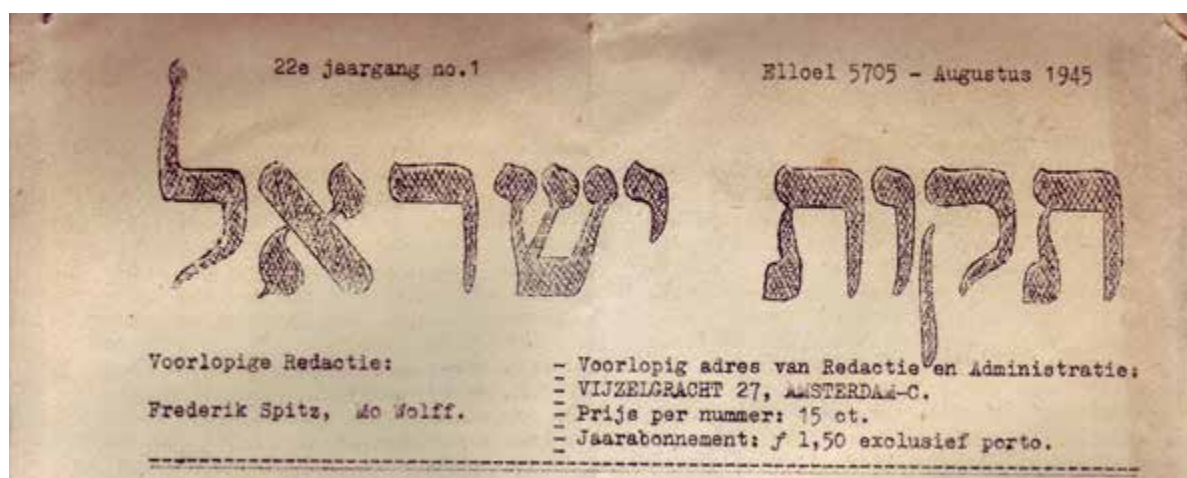 22e jaargang no.1 Elloel 5705 - Augustus 1945
תקות ישראל
Voorlopige Redactie: - Voorlopig adres van Redactie en Administratie:
- VIJZELGRACHT 27, AMSTERDAM-C.
Frederik Spitz, Mo Wolff. - Prijs per nummer: 15 ct.
- Jaarabonnement: ƒ 1,50 exclusief porto.